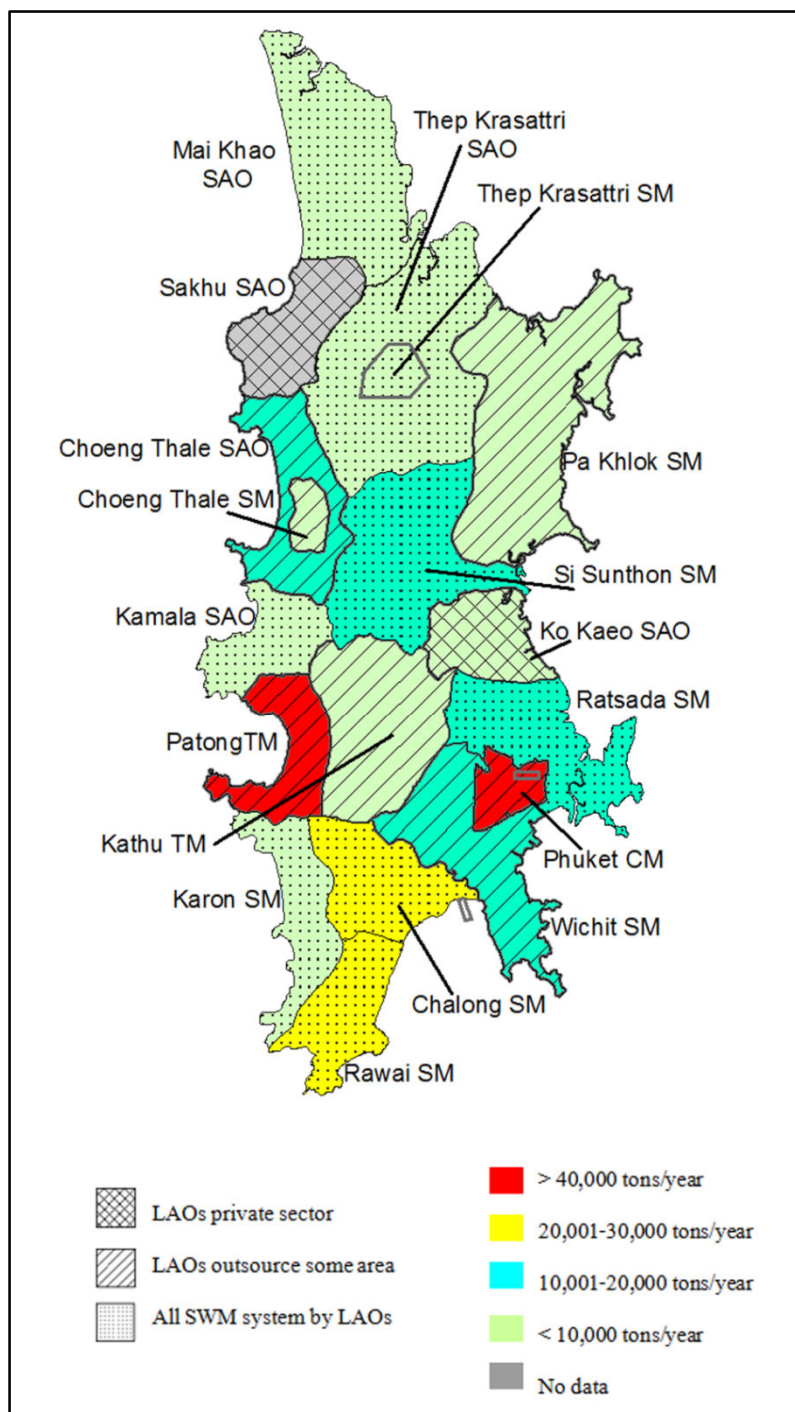 Thep Krasattri
SAO
Mai Khao
SAO
Thep Krasattri SM
Sakhu SAO
Choeng Thale SAO
Pa Khlok SM
Choeng Thale SM
Si Sunthon SM
Kamala SAO
Ko Kaeo SAO
Ratsada SM
PatongTM
Kathu TM
Phuket CM
Karon SM
Wichit SM
Chalong SM
Rawai SM
LAOs private sector
LAOs outsource some area
All SWM system by LAOs
> 40,000 tons/year
20,001-30,000 tons/year
10,001-20,000 tons/year
< 10,000 tons/year
No data